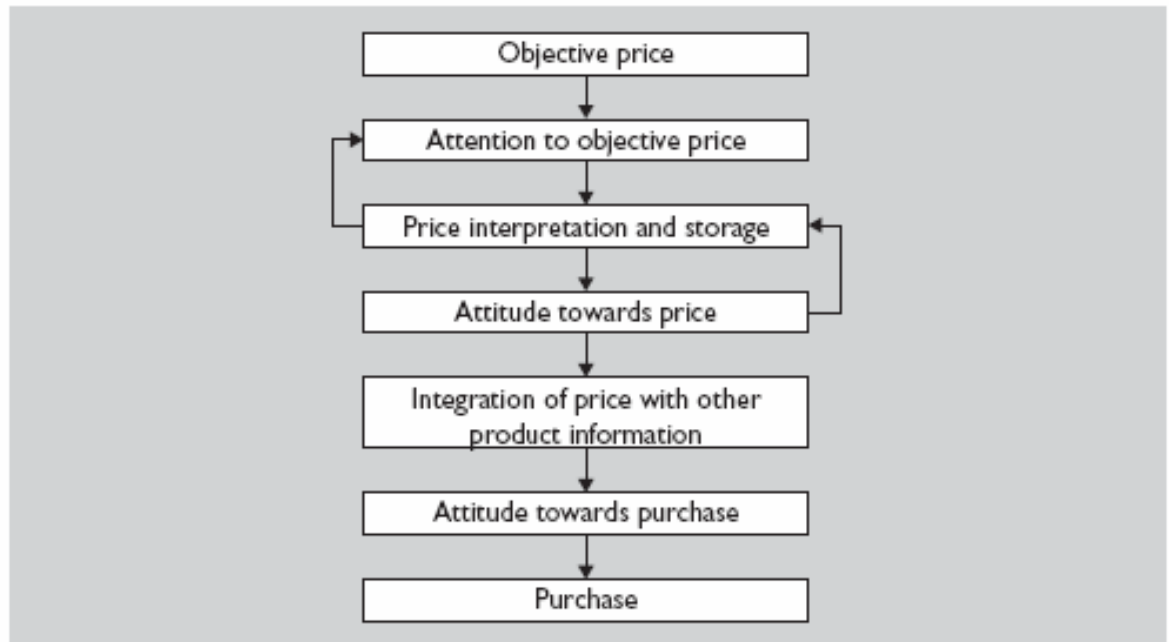 Objective price
Attention to objective price
Price interpretation and storage
Attitude towards price
Integration of price with other
product information
Attitude towards purchase
Purchase